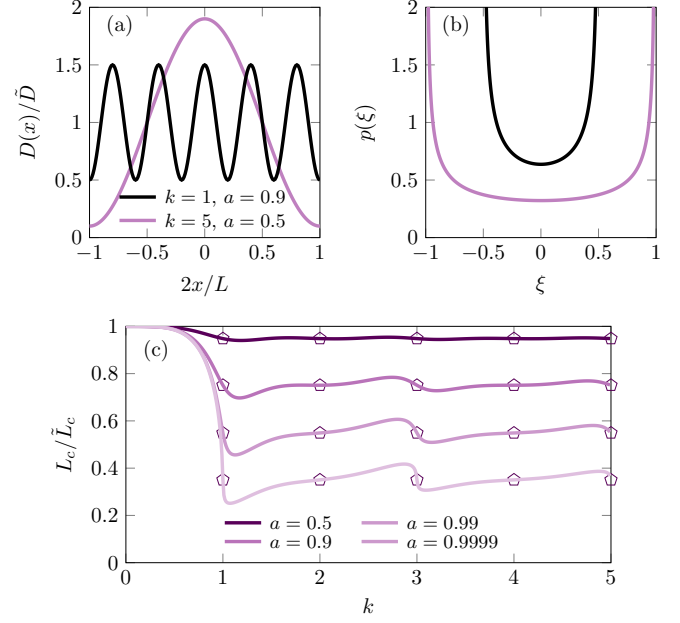 (a)
2
1.5
1
0.5
0
D(x)/D̃
k = 1, a = 0.9
k = 5, a = 0.5
−1 −0.5 0 0.5 1
2x/L
(b)
2
1.5
1
0.5
0
p(ξ)
−1 −0.5 0 0.5 1
ξ
(c)
1
0.8
0.6
0.4
0.2
0
L_c/L̃_c
a = 0.5 a = 0.99
a = 0.9 a = 0.9999
0 1 2 3 4 5
k